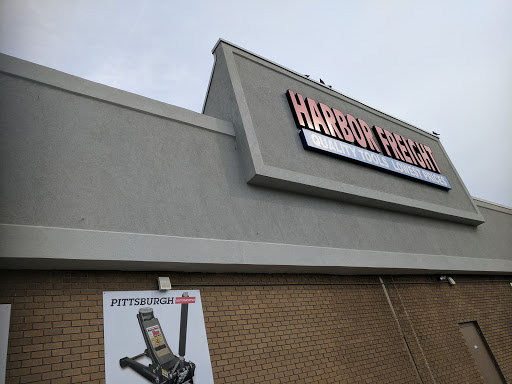 HARBOR FREIGHT
QUALITY TOOLS LOWEST PRICES
PITTSBURGH